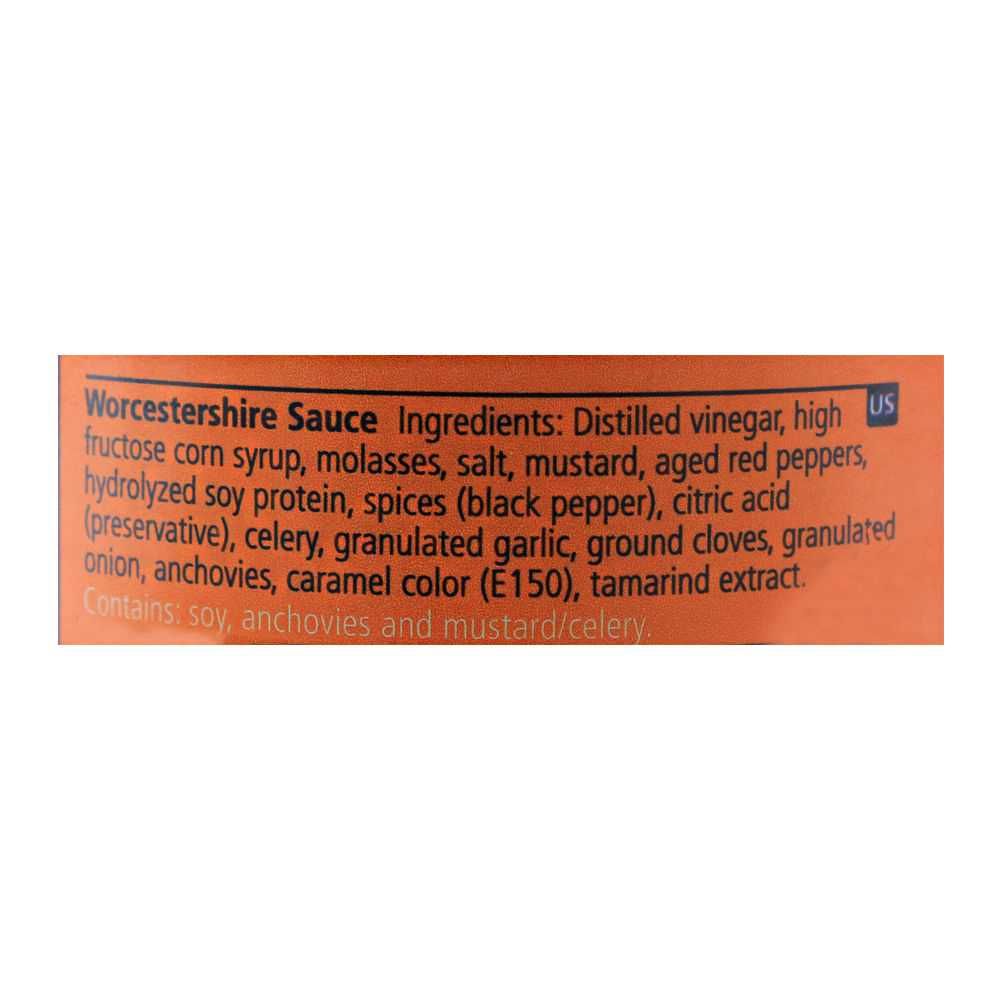 Worcestershire Sauce Ingredients: Distilled vinegar, high US
fructose corn syrup, molasses, salt, mustard, aged red peppers,
hydrolyzed soy protein, spices (black pepper), citric acid
(preservative), celery, granulated garlic, ground cloves, granulated
onion, anchovies, caramel color (E150), tamarind extract.
Contains: soy, anchovies and mustard/celery.